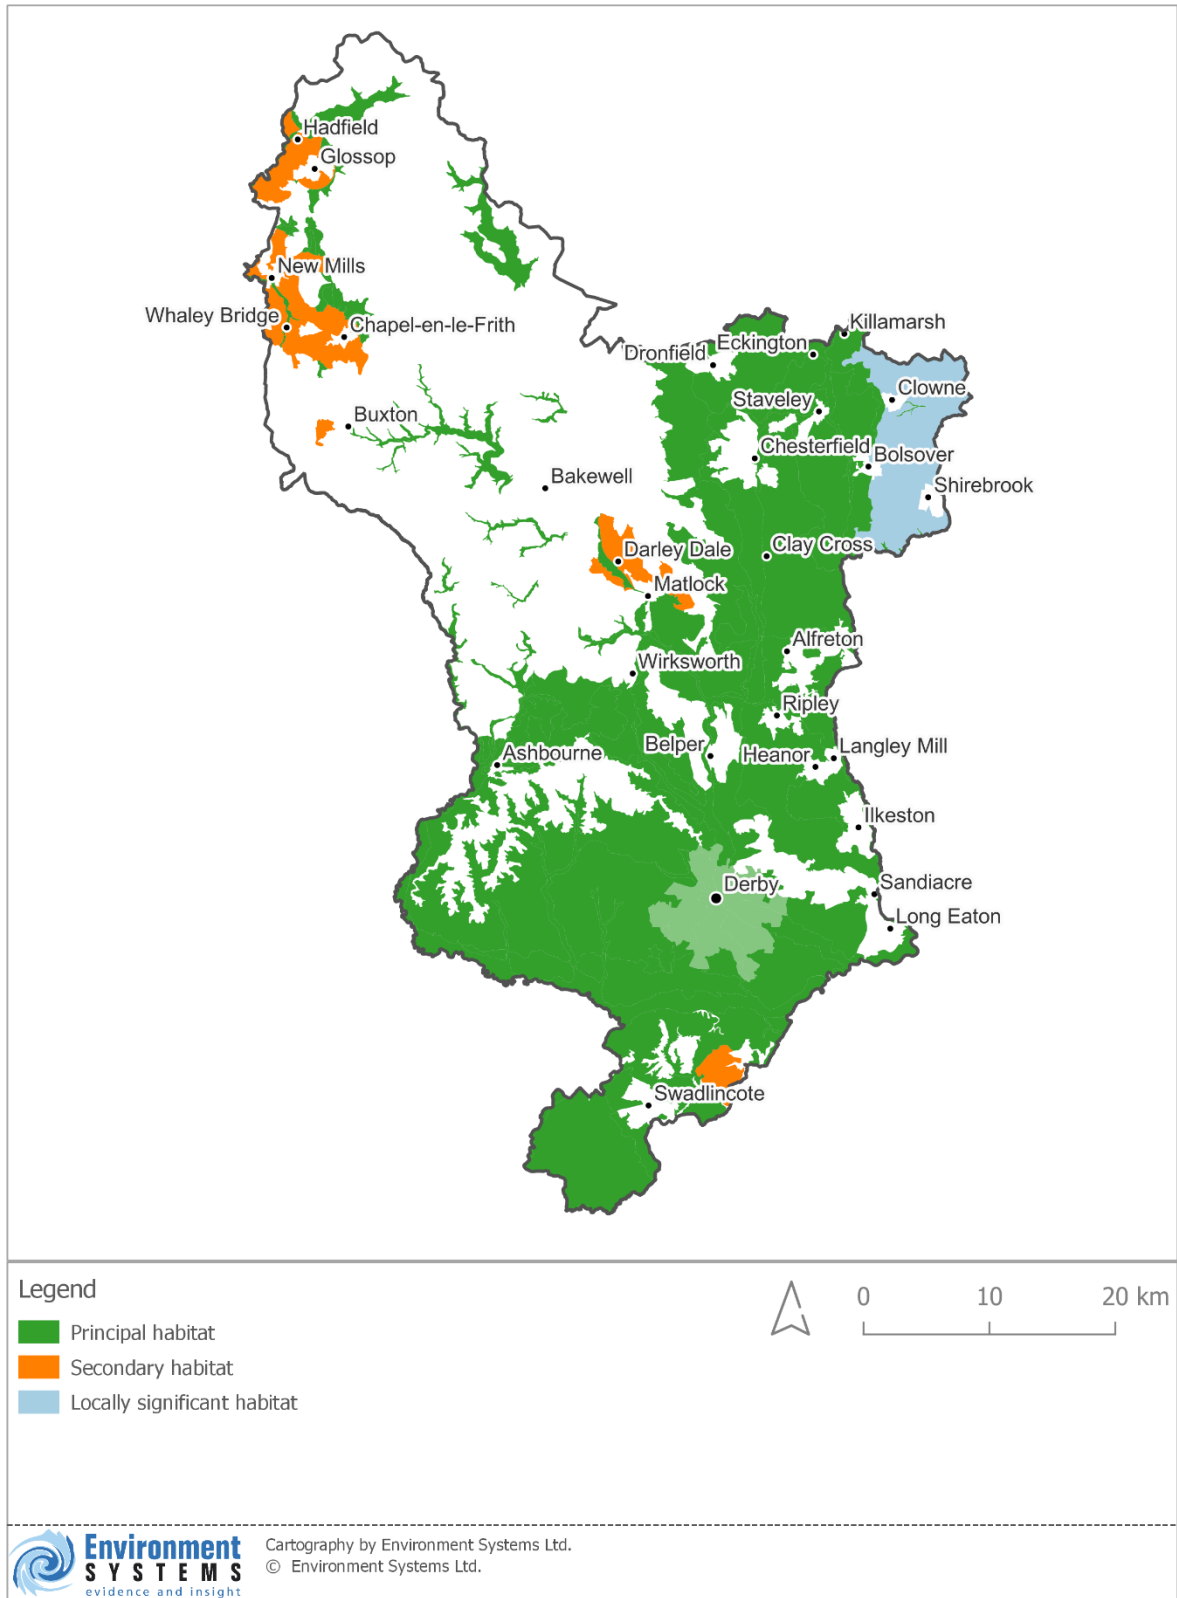 Hadfield
Glossop
New Mills
Whaley Bridge
Chapel-en-le-Frith
Killamarsh
Eckington
Dronfield
Clowne
Staveley
Buxton
Chesterfield
Bolsover
Bakewell
Shirebrook
Darley Dale
Clay Cross
Matlock
Alfreton
Wirksworth
Ripley
Ashbourne
Belper
Heanor
Langley Mill
Ilkeston
Derby
Sandiacre
Long Eaton
Swadlincote
Legend
Principal habitat
Secondary habitat
Locally significant habitat
0 10 20 km
Environment
SYSTEMS
evidence and insight
Cartography by Environment Systems Ltd.
© Environment Systems Ltd.